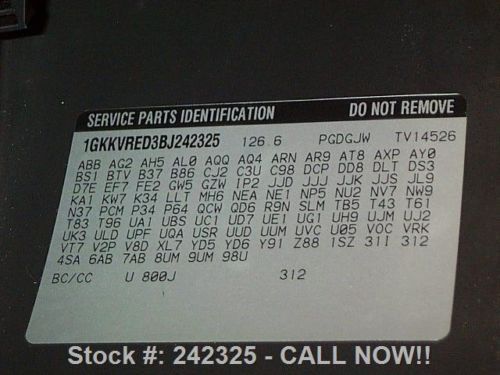 SERVICE PARTS IDENTIFICATION DO NOT REMOVE
1GKKVRED3BJ242325 126.6 PGDGJW TV14526
ABB AG2 AH5 AL0 AQQ AQ4 ARN AR9 AT8 AXP AY0
BS1 BTV B37 B86 CJ2 C3U C98 DCP DD8 DLT DS3
D7E EF7 FE2 GW5 GZW IP2 JJD JJJ JJK JJS JL9
KA1 KW7 K34 LLT MH6 NEA NE1 NP5 NU2 NV7 NW9
N37 PCM P34 P64 QCW QD8 R9N SLM TB5 T43 T61
T83 T96 UA1 UBS UC1 UD7 UE1 UG1 UH9 UJM UJ2
UK3 ULD UPF UQA USR UUD UUM UVC U05 VOC VRK
VT7 V2P V8D XL7 YD5 YD6 Y91 Z88 1SZ 31I 312
4SA 6AB 7AB 8UM 9UM 98U
BC/CC U 800J 312
Stock #: 242325 - CALL NOW!!